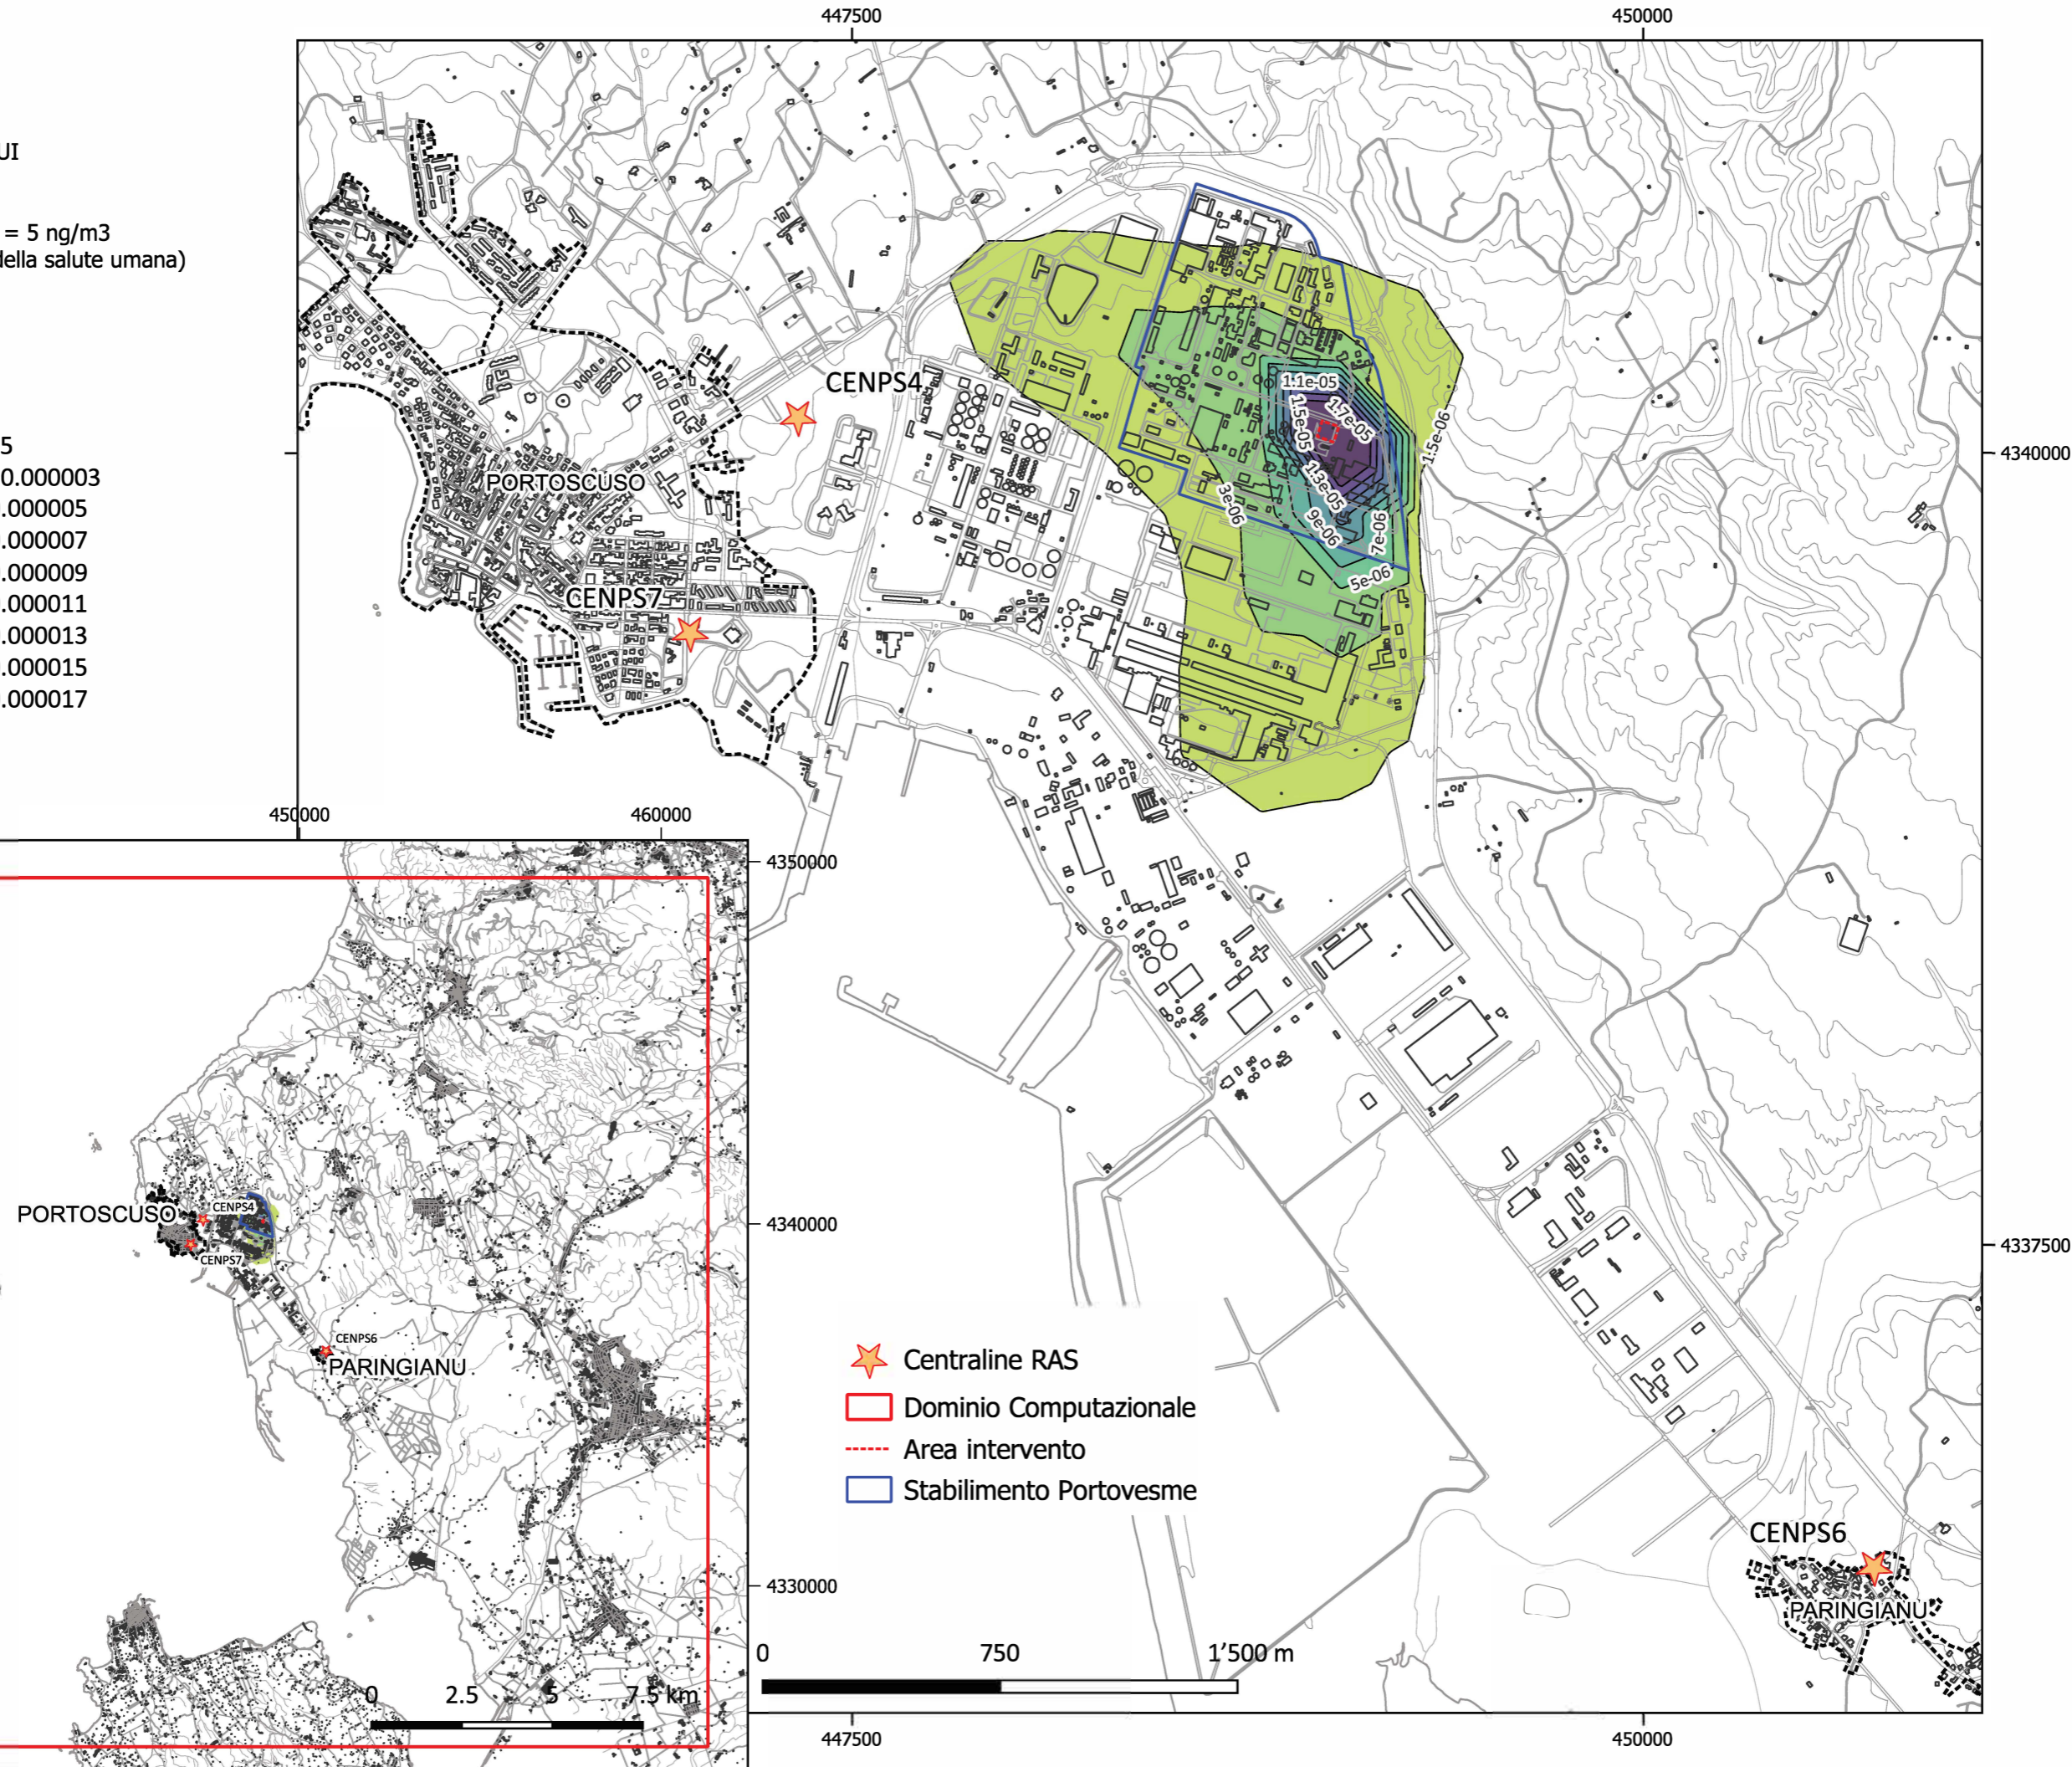 447500
450000
UI
= 5 ng/m3
della salute umana)
5
0.000003
.000005
.000007
.000009
.000011
.000013
.000015
.000017
CENPS4
PORTOSCUSO
CENPS7
1.1e-05
1.7e-05
1.5e-05
1.3e-05
9e-06
7e-06
5e-06
3e-06
1.5e-06
4340000
4337500
450000
460000
4350000
4340000
4330000
PORTOSCUSO
CENPS4
CENPS7
CENPS6
PARINGIANU
0 2.5 5 7.5 km
Centraline RAS
Dominio Computazionale
Area intervento
Stabilimento Portovesme
0 750 1'500 m
CENPS6
PARINGIANU
447500
450000